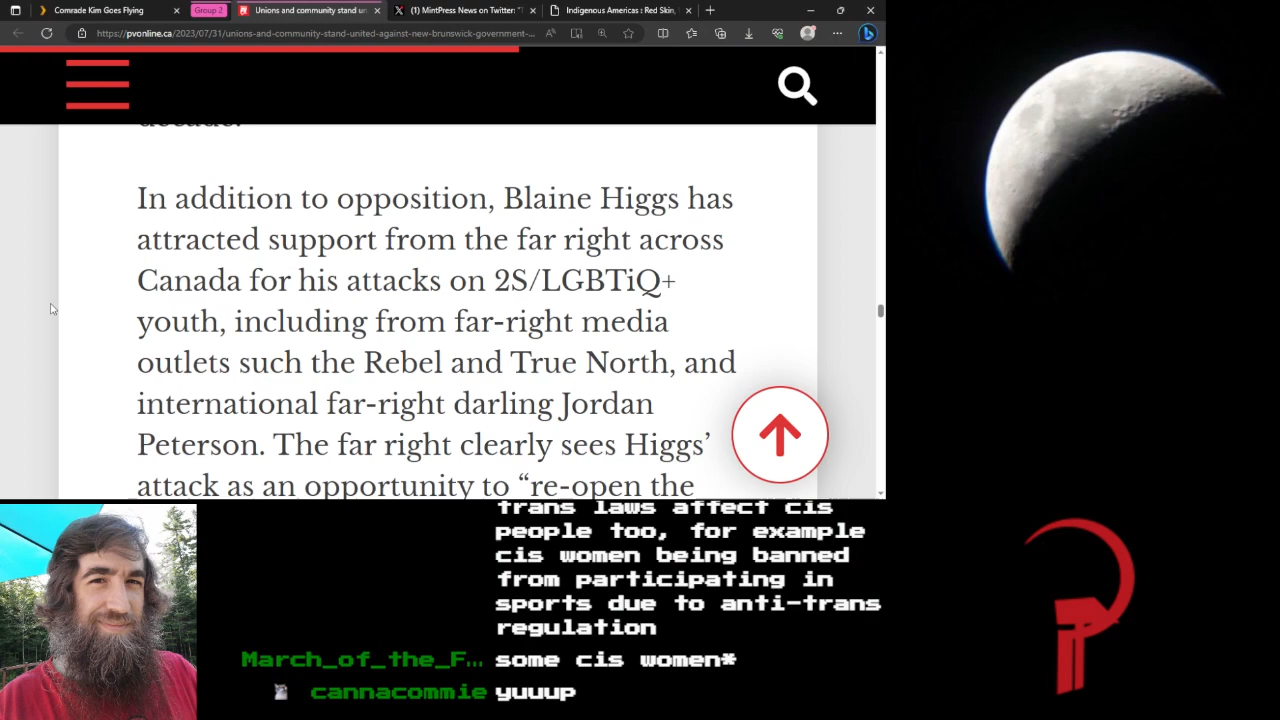 Comrade Kim Goes Flying
Group 2
Unions and community stand un
(1) MintPress News on Twitter: "T
Indigenous Americas : Red Skin,
https://pvonline.ca/2023/07/31/unions-and-community-stand-united-against-new-brunswick-government-...
decade.
In addition to opposition, Blaine Higgs has
attracted support from the far right across
Canada for his attacks on 2S/LGBTiQ+
youth, including from far-right media
outlets such the Rebel and True North, and
international far-right darling Jordan
Peterson. The far right clearly sees Higgs’
attack as an opportunity to “re-open the
trans laws affect cis
people too, for example
cis women being banned
from participating in
sports due to anti-trans
regulation
March_of_the_F... some cis women*
cannacommie yuuup